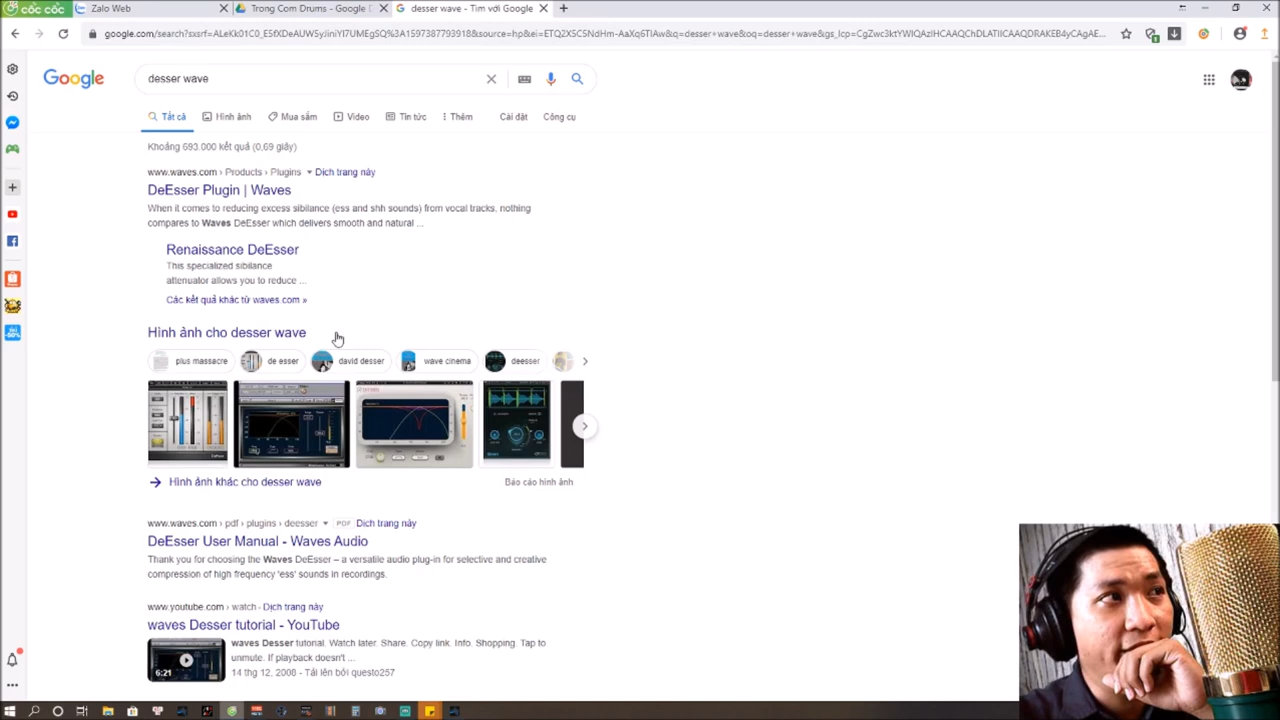 cốc cốc
Zalo Web
Trong Com Drums - Google D
desser wave - Tìm với Google
desser wave
Google
Tất cả
Hình ảnh
Mua sắm
Video
Tin tức
Thêm
Cài đặt
Công cụ
Khoảng 693.000 kết quả (0,69 giây)
www.waves.com › Products › Plugins ▾ Dịch trang này
DeEsser Plugin | Waves
When it comes to reducing excess sibilance (ess and shh sounds) from vocal tracks, nothing
compares to Waves DeEsser which delivers smooth and natural ...
Renaissance DeEsser
This specialized sibilance
attenuator allows you to reduce ...
Các kết quả khác từ waves.com »
Hình ảnh cho desser wave
plus massacre
de esser
david desser
wave cinema
deesser
Hình ảnh khác cho desser wave
Báo cáo hình ảnh
www.waves.com › pdf › plugins › deesser ▾ PDF Dịch trang này
DeEsser User Manual - Waves Audio
Thank you for choosing the Waves DeEsser – a versatile audio plug-in for selective and creative
compression of high frequency 'ess' sounds in recordings.
www.youtube.com › watch - Dịch trang này
waves Desser tutorial - YouTube
waves Desser tutorial. Watch later. Share. Copy link. Info. Shopping. Tap to
unmute. If playback doesn't ...
6:21
14 thg 12, 2008 - Tải lên bởi questo257